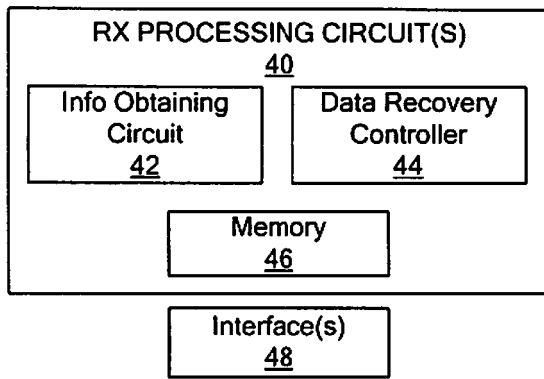 RX PROCESSING CIRCUIT(S)
40
Info Obtaining
Circuit
42
Data Recovery
Controller
44
Memory
46
Interface(s)
48